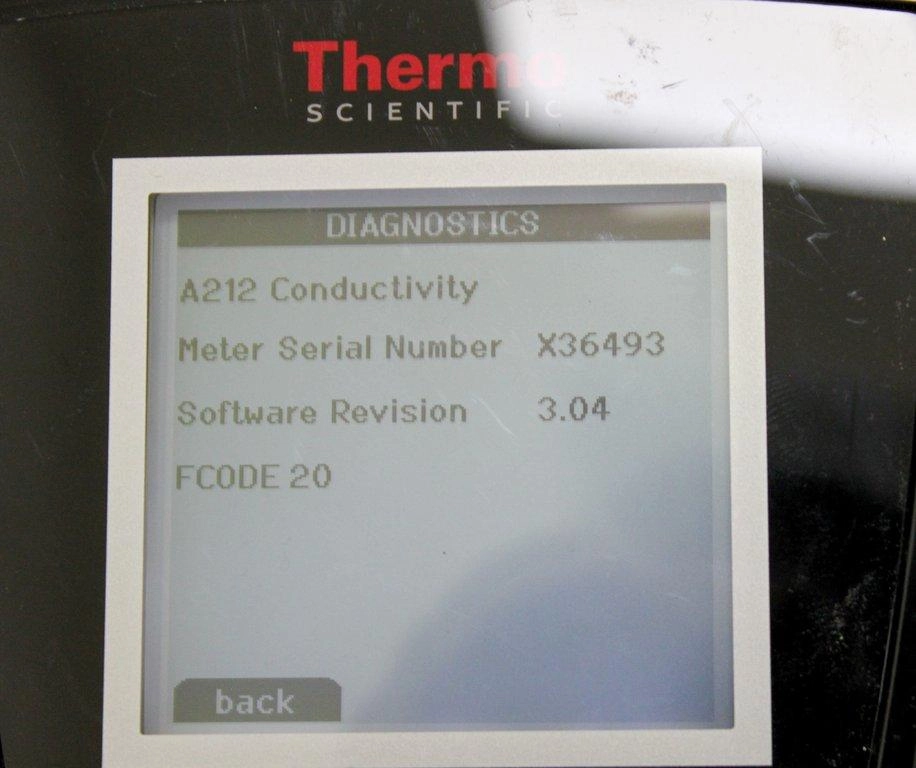 Thermo
SCIENTIFIC
DIAGNOSTICS
A212 Conductivity
Meter Serial Number X36493
Software Revision 3.04
FCODE 20
back